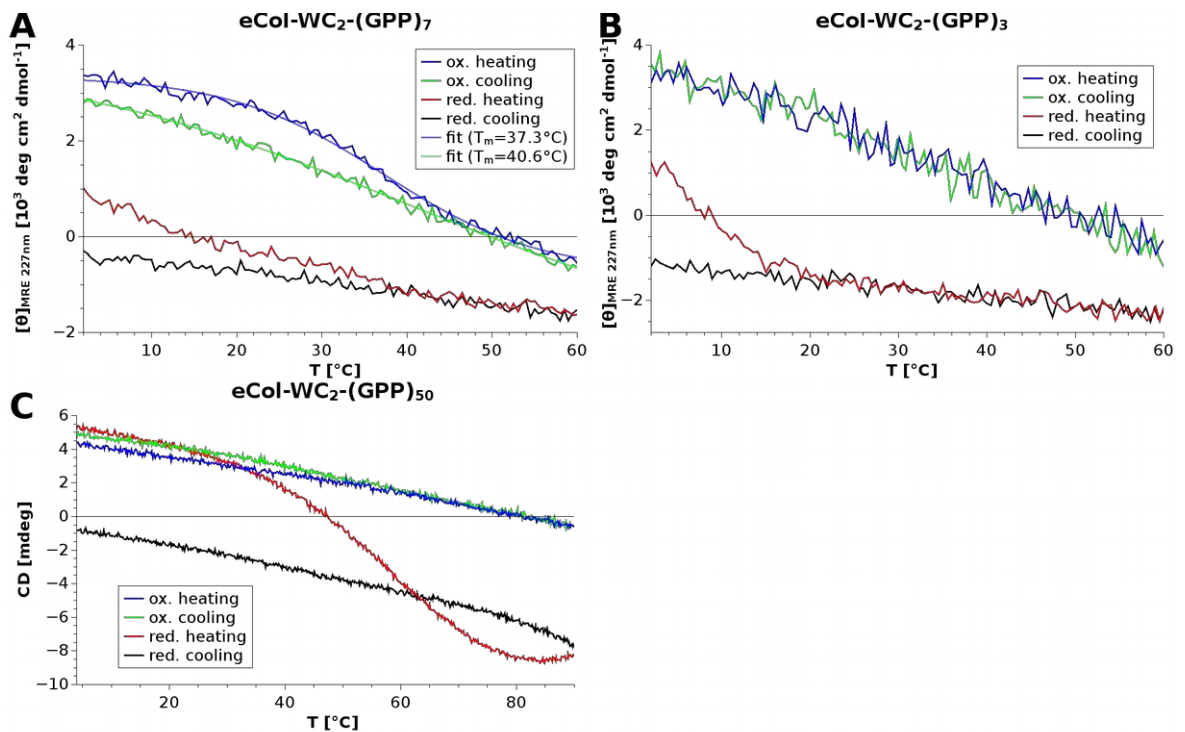 A
eCol-WC₂-(GPP)₇
[θ]MRE 227nm [10³ deg cm² dmol⁻¹]
4
2
0
−2
ox. heating
ox. cooling
red. heating
red. cooling
fit (Tₘ=37.3°C)
fit (Tₘ=40.6°C)
10 20 30 40 50 60
T [°C]
B
eCol-WC₂-(GPP)₃
[θ]MRE 227nm [10³ deg cm² dmol⁻¹]
4
2
0
−2
ox. heating
ox. cooling
red. heating
red. cooling
10 20 30 40 50 60
T [°C]
C
eCol-WC₂-(GPP)₅₀
CD [mdeg]
6
4
2
0
−2
−4
−6
−8
−10
ox. heating
ox. cooling
red. heating
red. cooling
20 40 60 80
T [°C]